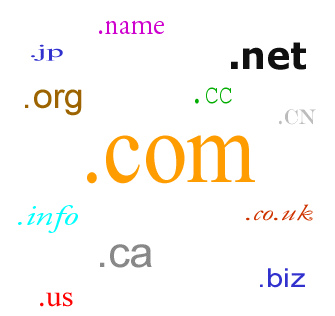 .name
.jp
.net
.org
.cc
.CN
.com
.info
.co.uk
.ca
.biz
.us